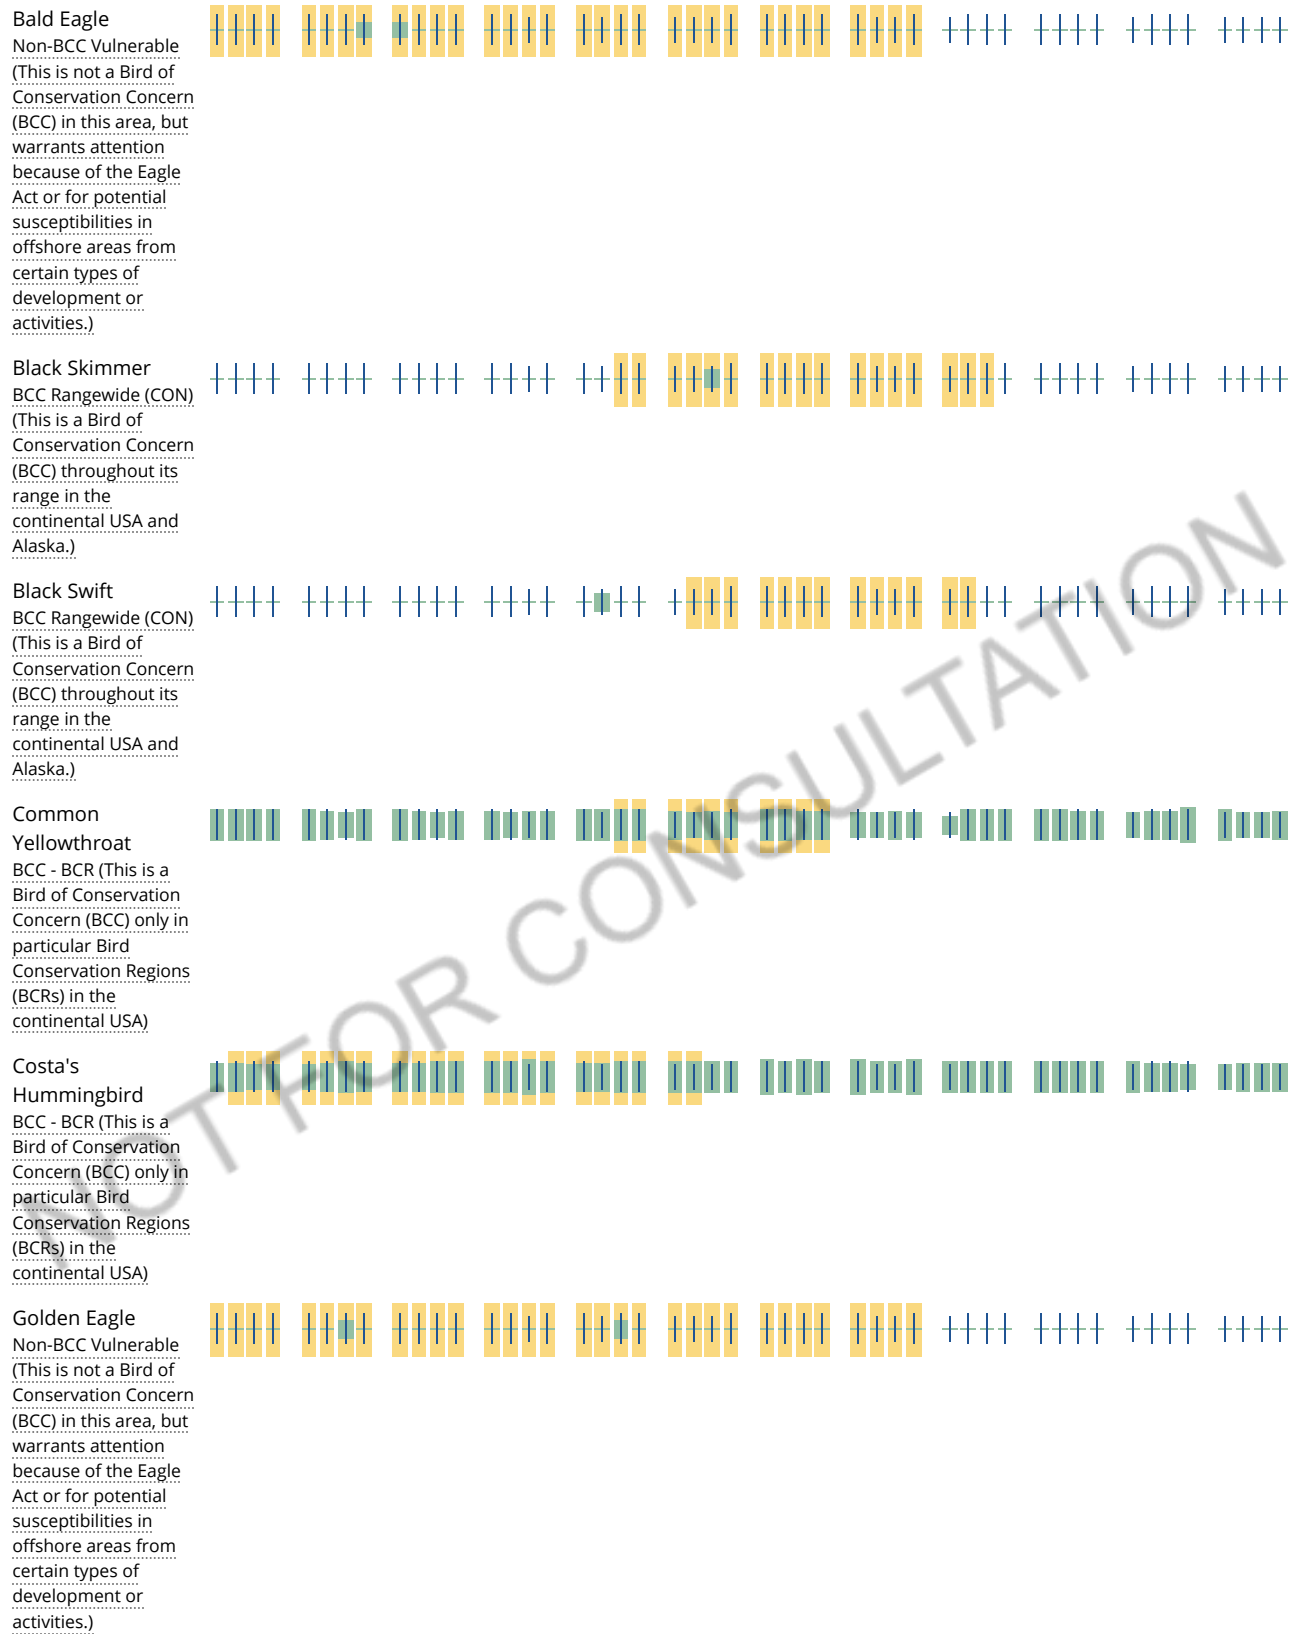 Bald Eagle
Non-BCC Vulnerable
(This is not a Bird of
Conservation Concern
(BCC) in this area, but
warrants attention
because of the Eagle
Act or for potential
susceptibilities in
offshore areas from
certain types of
development or
activities.)
Black Skimmer
BCC Rangewide (CON)
(This is a Bird of
Conservation Concern
(BCC) throughout its
range in the
continental USA and
Alaska.)
Black Swift
BCC Rangewide (CON)
(This is a Bird of
Conservation Concern
(BCC) throughout its
range in the
continental USA and
Alaska.)
Common
Yellowthroat
BCC - BCR (This is a
Bird of Conservation
Concern (BCC) only in
particular Bird
Conservation Regions
(BCRs) in the
continental USA)
Costa's
Hummingbird
BCC - BCR (This is a
Bird of Conservation
Concern (BCC) only in
particular Bird
Conservation Regions
(BCRs) in the
continental USA)
Golden Eagle
Non-BCC Vulnerable
(This is not a Bird of
Conservation Concern
(BCC) in this area, but
warrants attention
because of the Eagle
Act or for potential
susceptibilities in
offshore areas from
certain types of
development or
activities.)
NOT FOR CONSULTATION